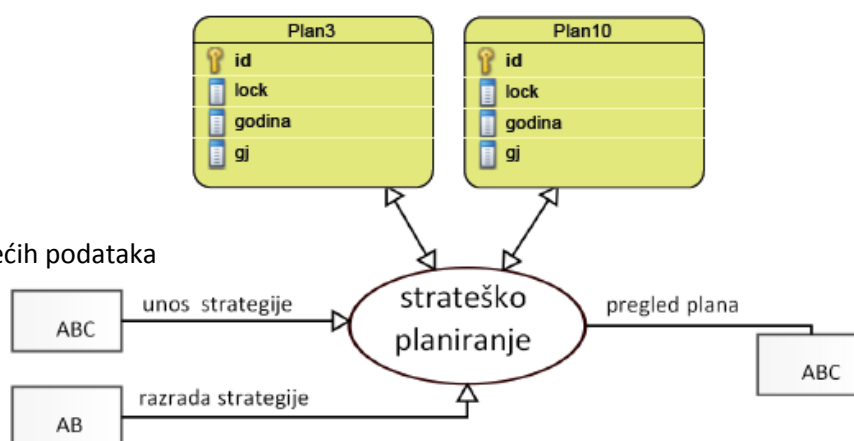 Plan3
id
lock
godina
gj
Plan10
id
lock
godina
gj
ećih podataka
ABC
unos strategije
strateško
planiranje
pregled plana
ABC
razrada strategije
AB